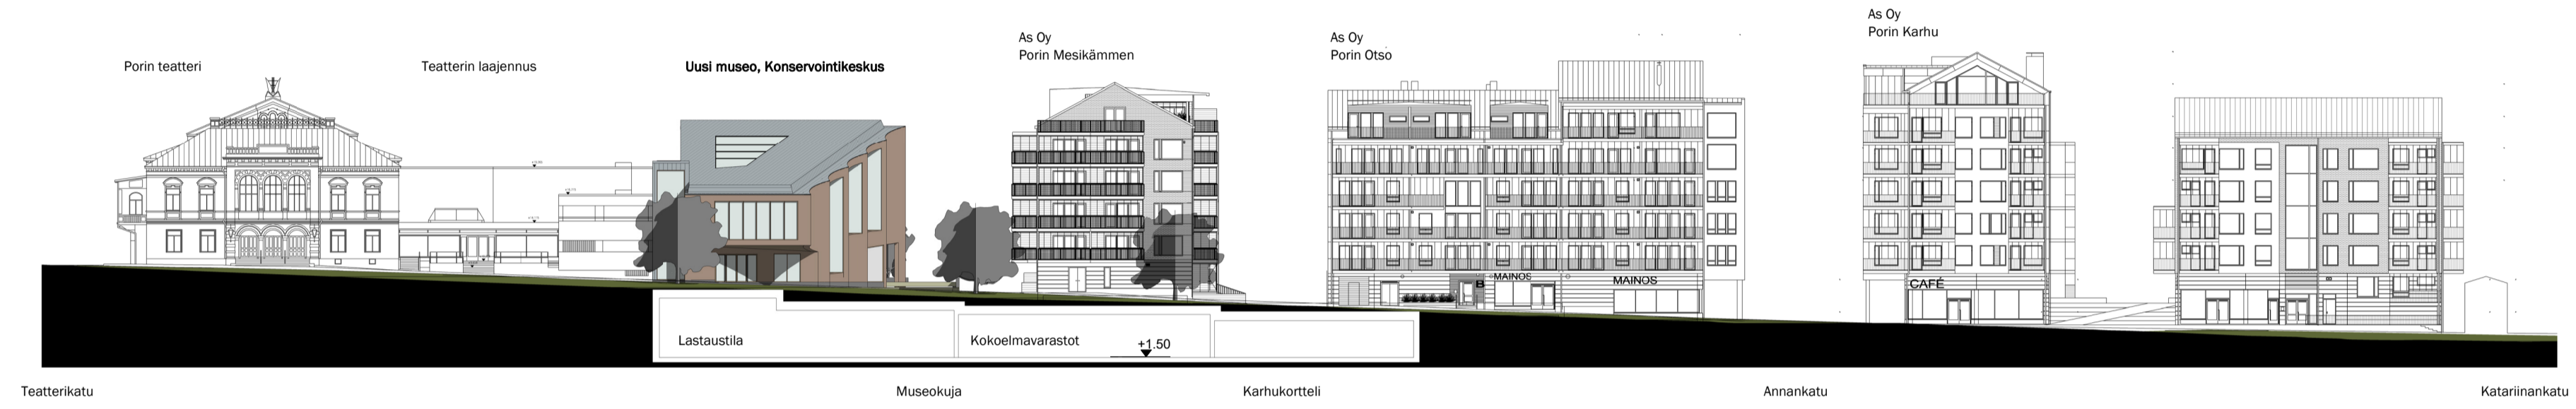 Porin teatteri
Teatterin laajennus
Uusi museo, Konservointikeskus
As Oy
Porin Mesikämmen
As Oy
Porin Otso
As Oy
Porin Karhu
B
MAINOS
MAINOS
CAFÉ
Lastaustila
Kokoelmavarastot
+1.50
Teatterikatu
Museokuja
Karhukortteli
Annankatu
Katariinankatu